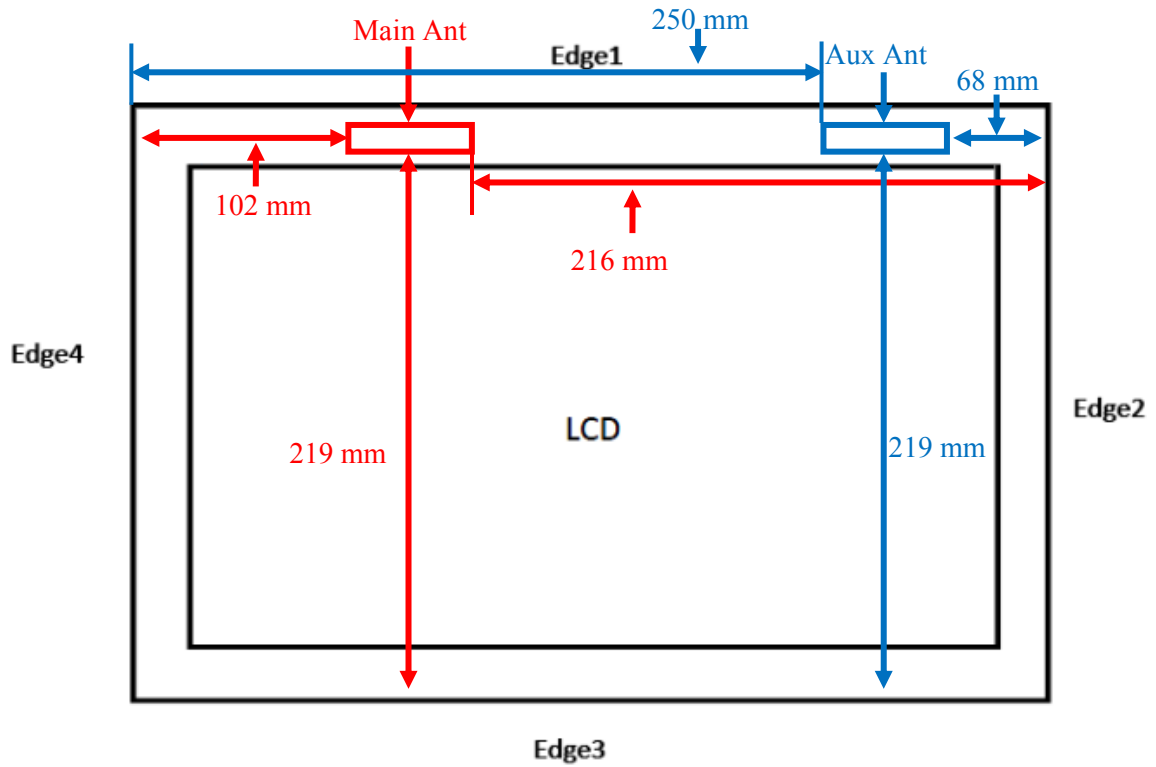 250 mm
Main Ant
Edge1
Aux Ant
68 mm
102 mm
216 mm
Edge4
Edge2
LCD
219 mm
219 mm
Edge3